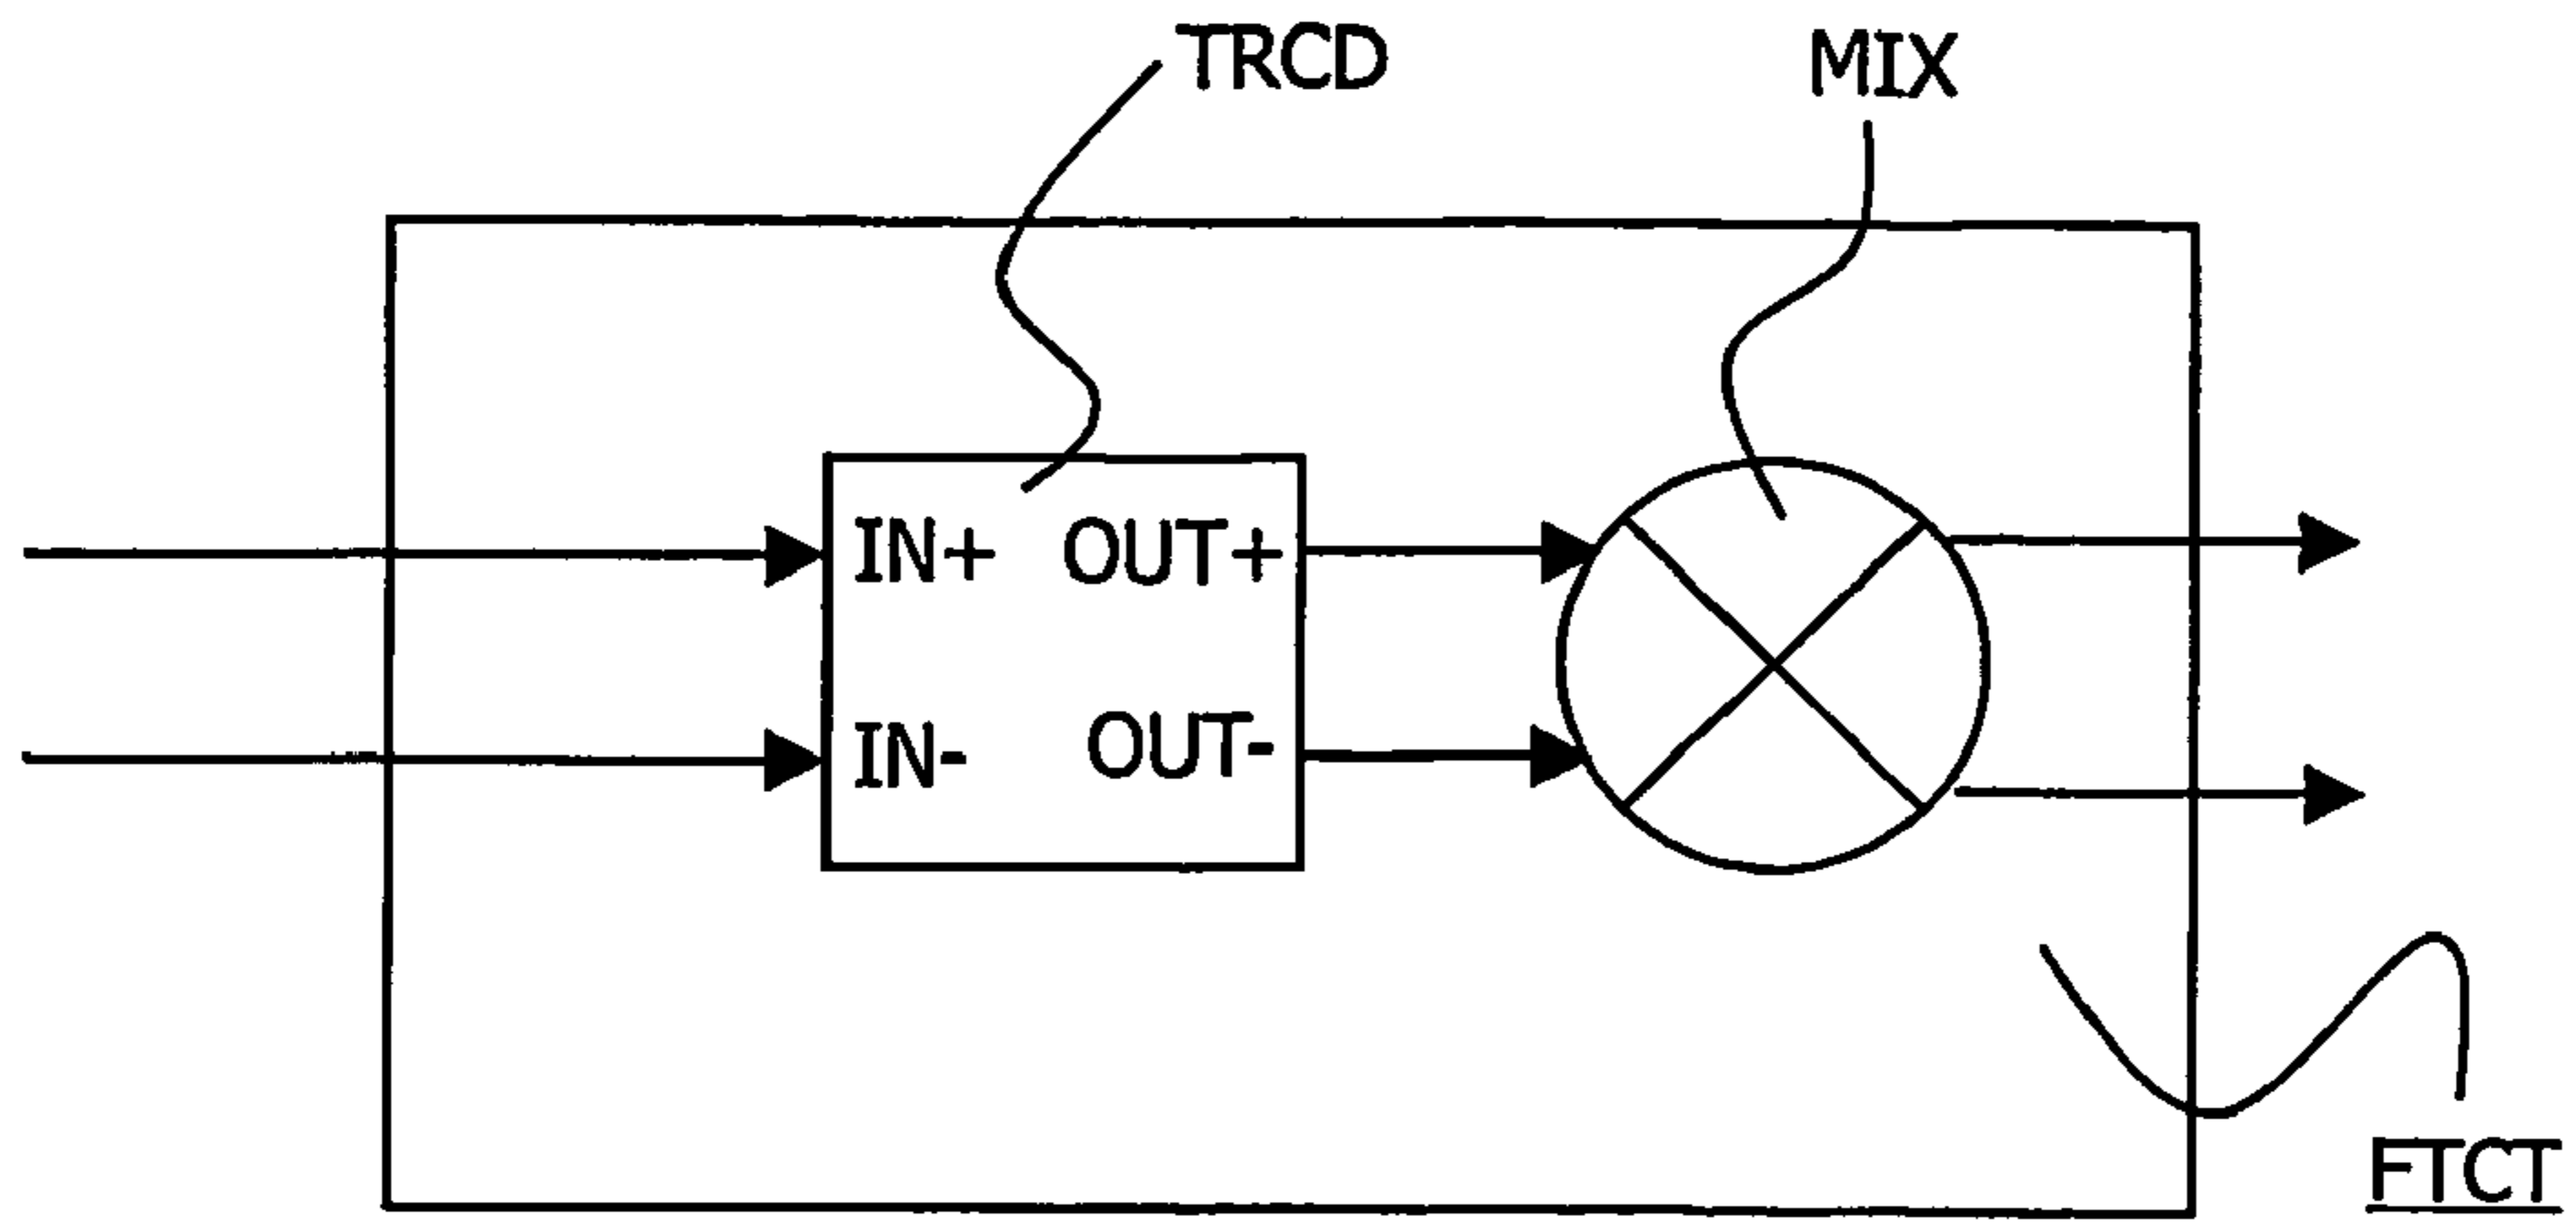 TRCD
MIX
IN+ OUT+
IN- OUT-
FTCT